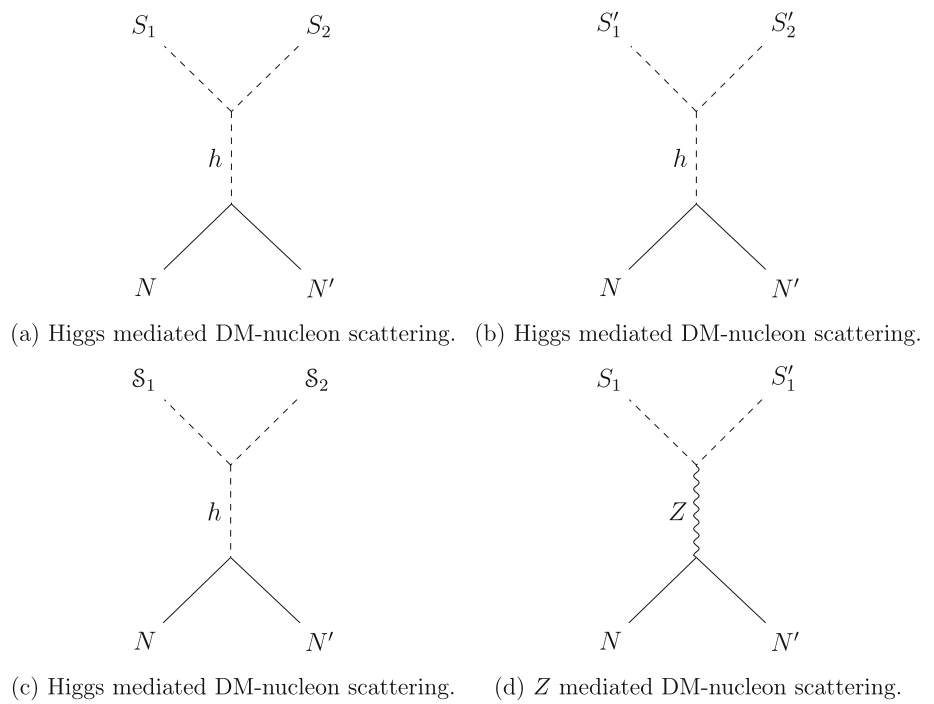 S₁ S₂ S′₁ S′₂
h h
N N′ N N′
(a) Higgs mediated DM-nucleon scattering. (b) Higgs mediated DM-nucleon scattering.
𝒮₁ 𝒮₂ S₁ S′₁
h Z
N N′ N N′
(c) Higgs mediated DM-nucleon scattering. (d) Z mediated DM-nucleon scattering.